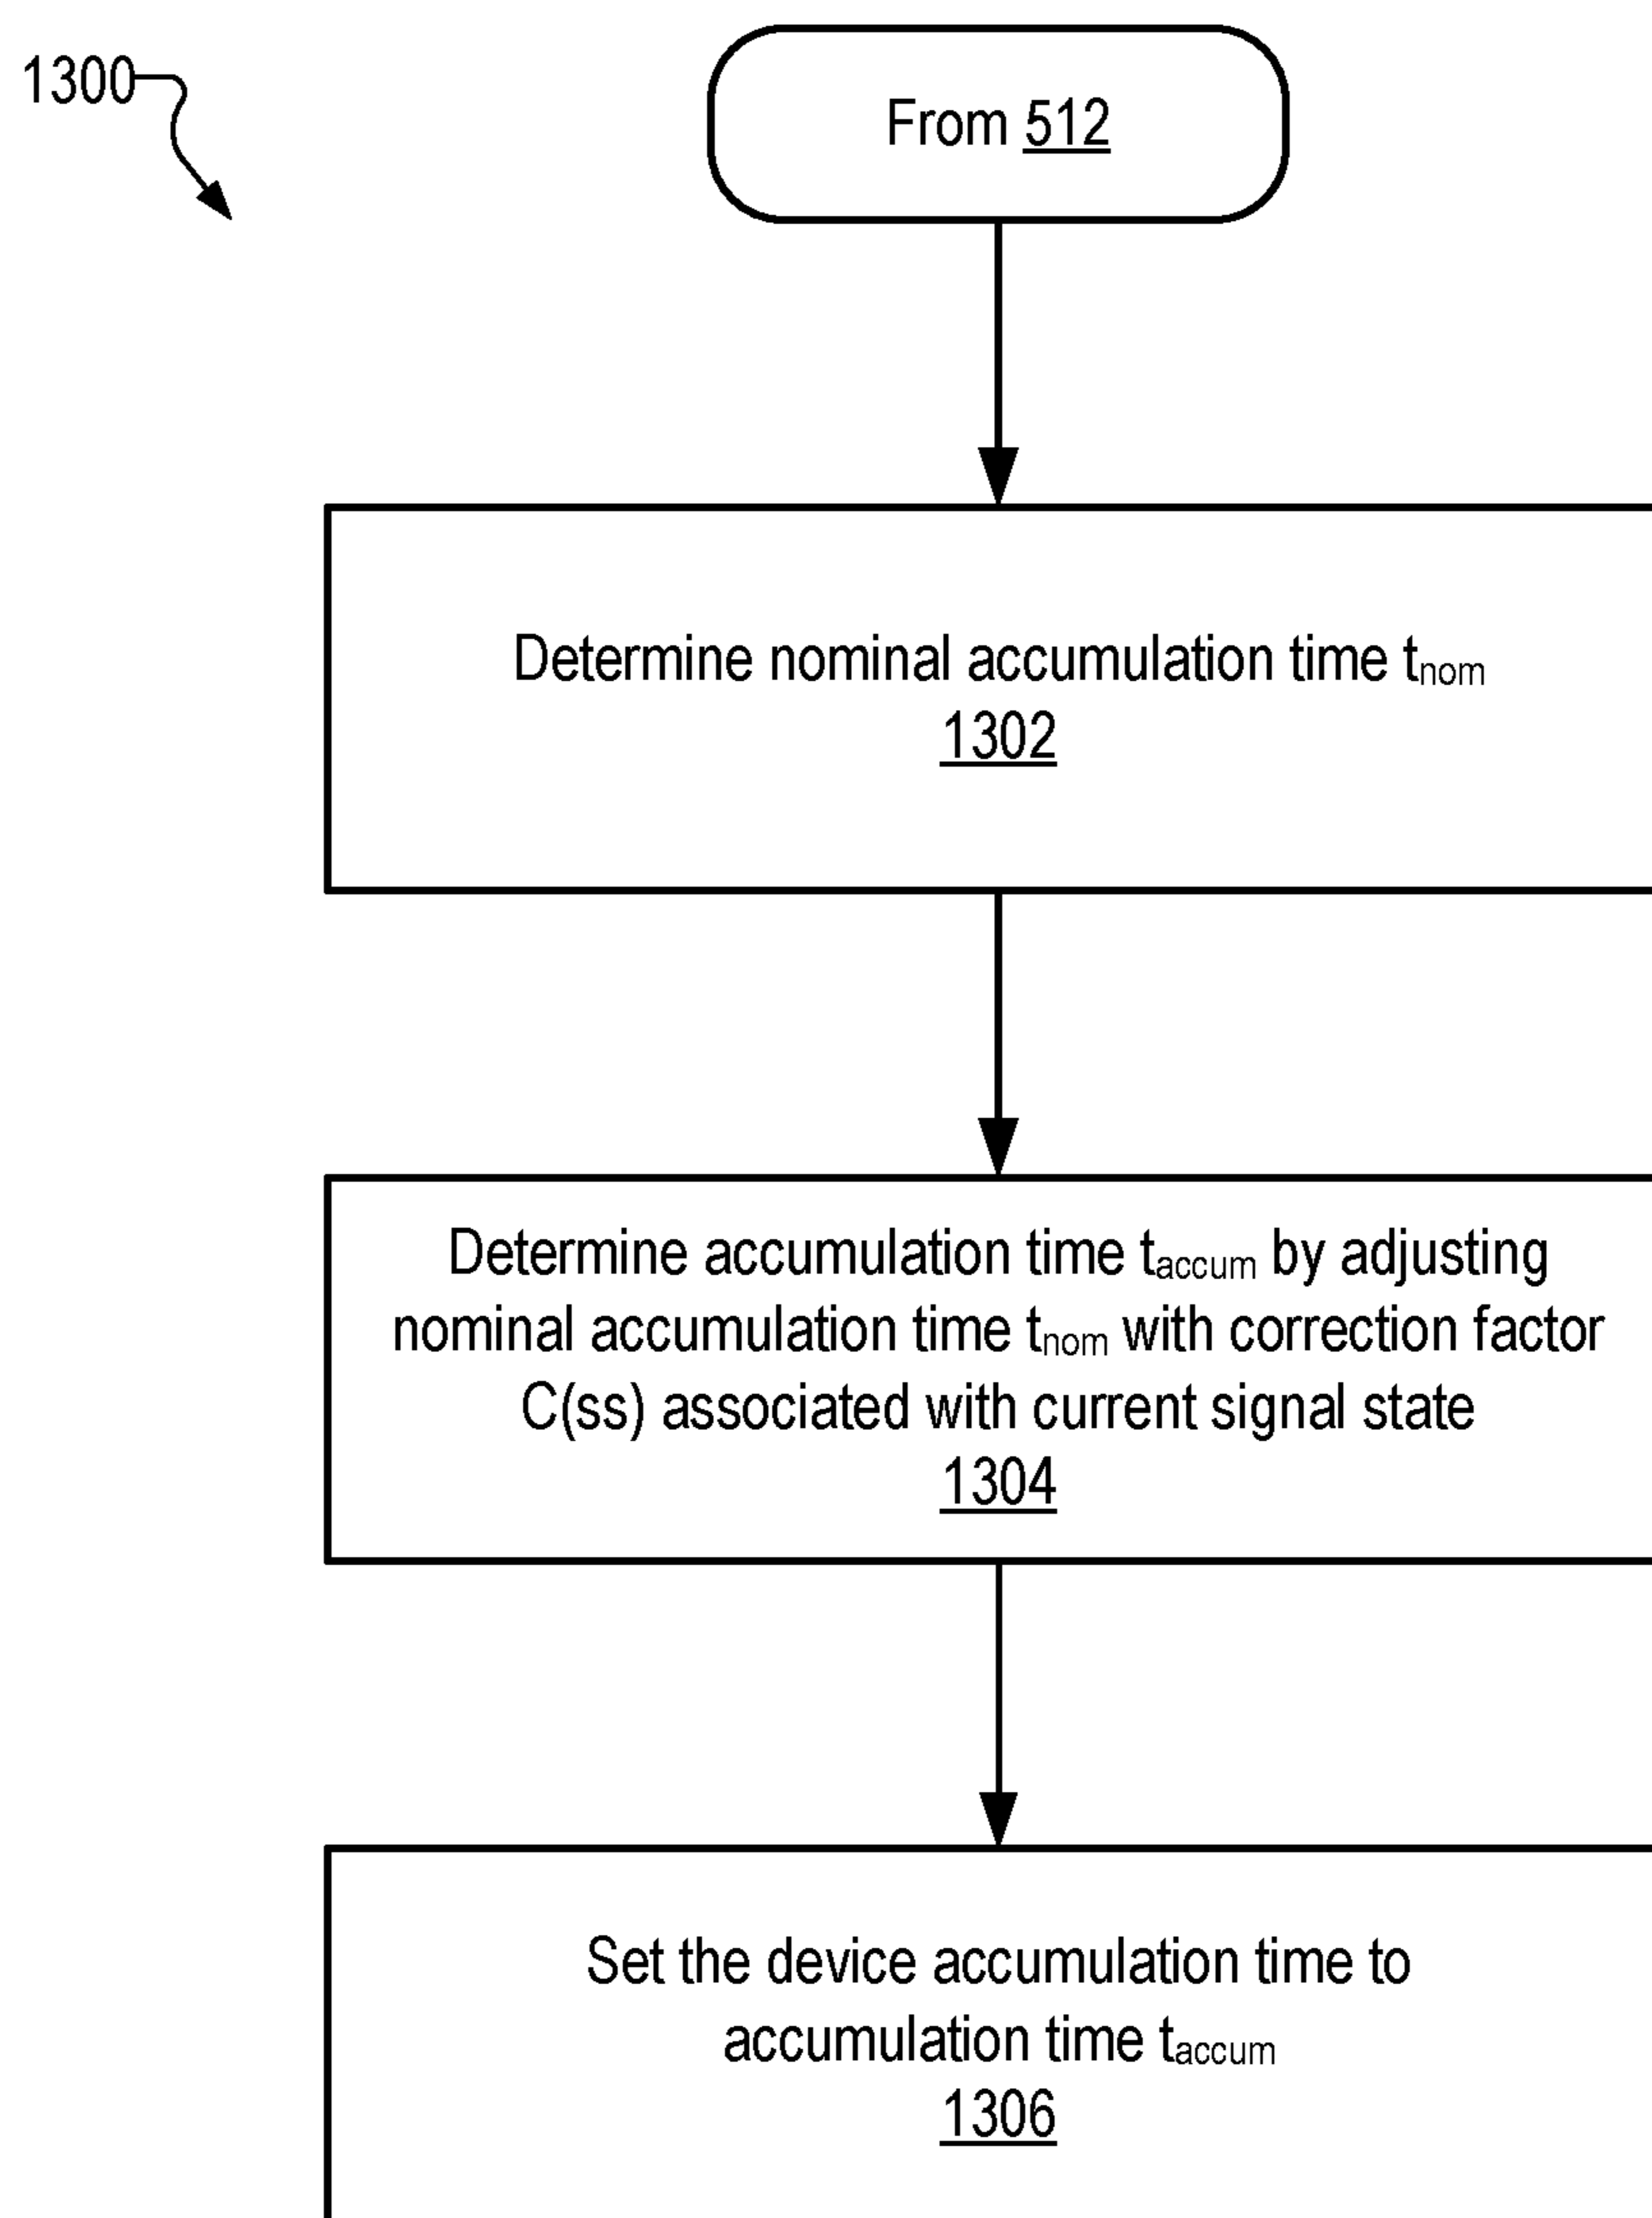 1300
From 512
Determine nominal accumulation time tnom
1302
Determine accumulation time taccum by adjusting
nominal accumulation time tnom with correction factor
C(ss) associated with current signal state
1304
Set the device accumulation time to
accumulation time taccum
1306